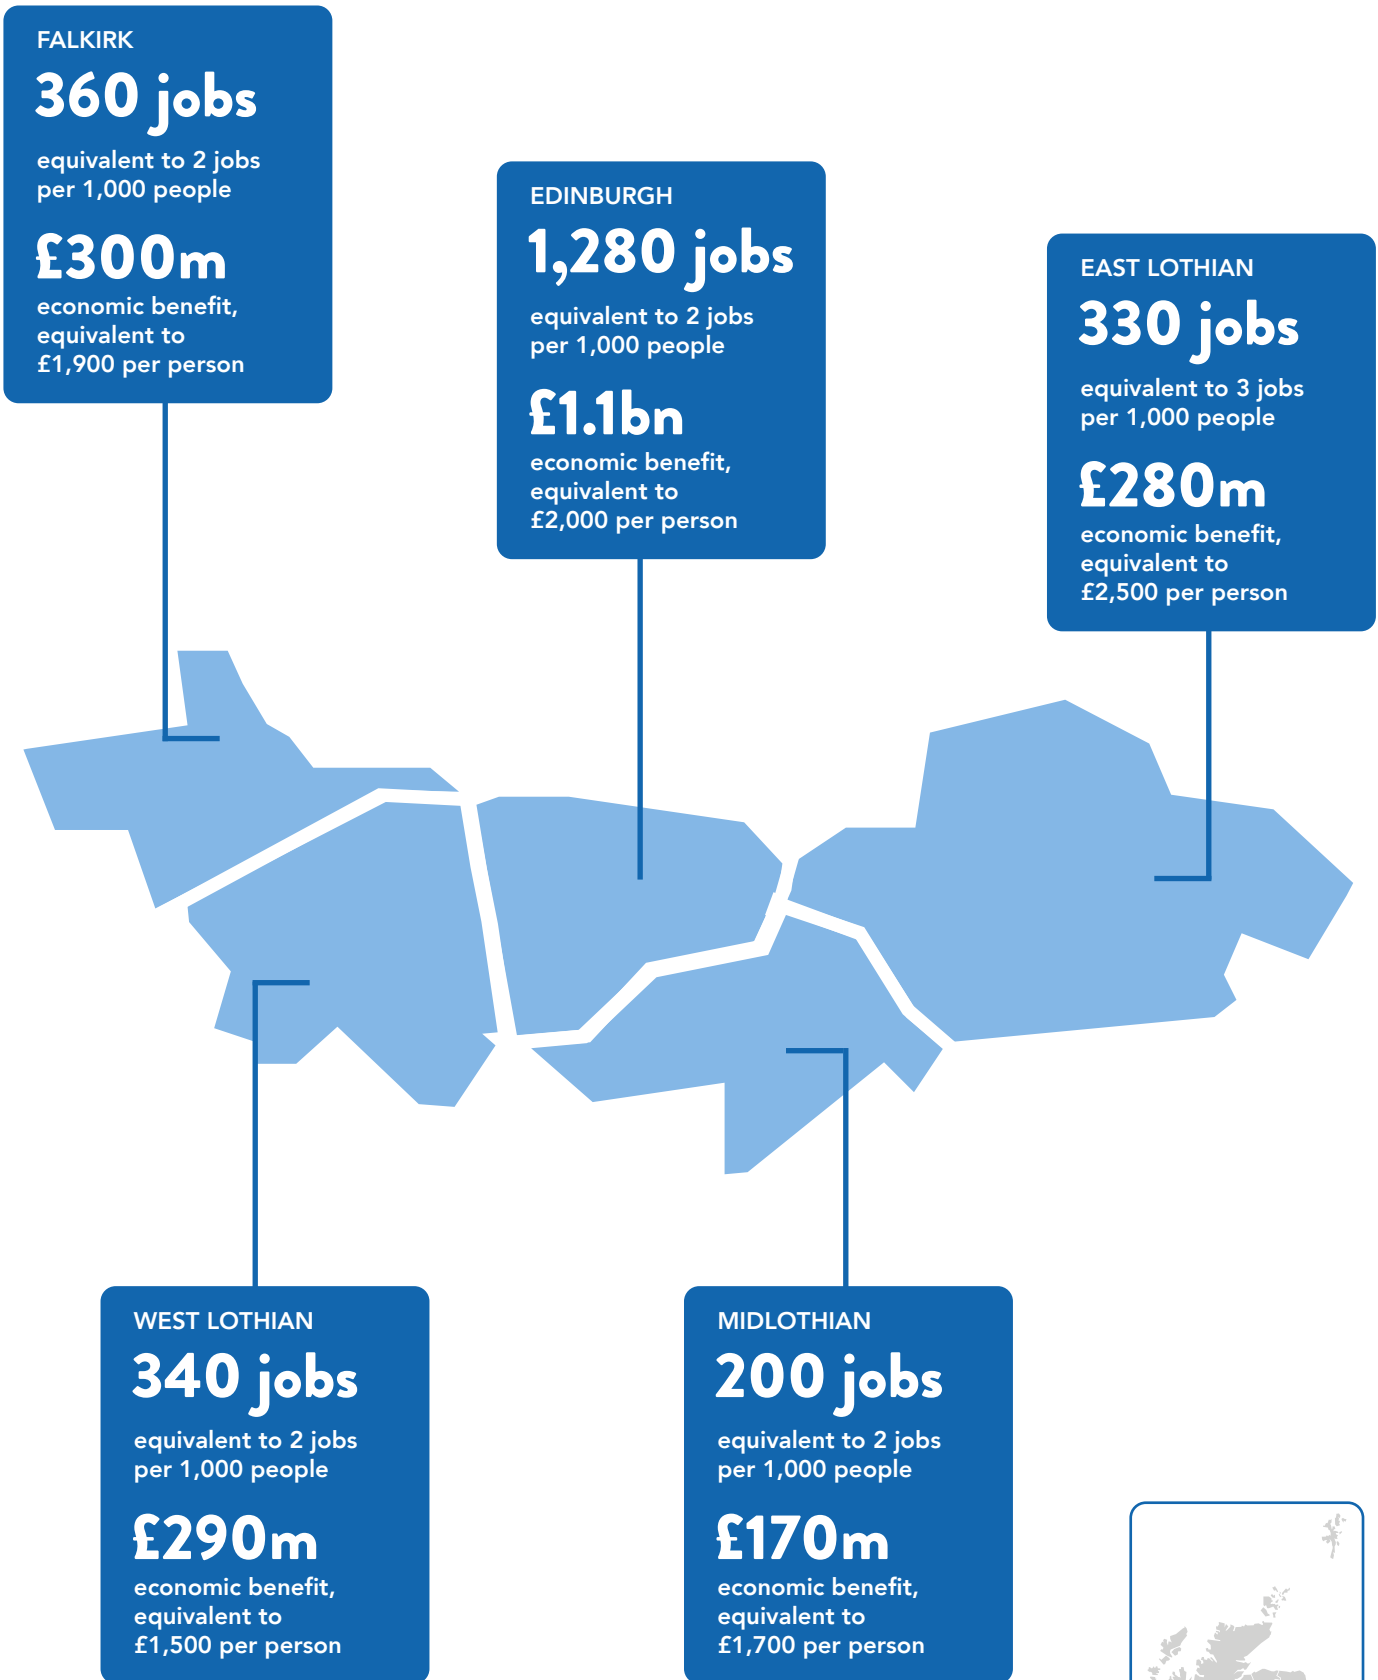 FALKIRK
360 jobs
equivalent to 2 jobs
per 1,000 people
£300m
economic benefit,
equivalent to
£1,900 per person
EDINBURGH
1,280 jobs
equivalent to 2 jobs
per 1,000 people
£1.1bn
economic benefit,
equivalent to
£2,000 per person
EAST LOTHIAN
330 jobs
equivalent to 3 jobs
per 1,000 people
£280m
economic benefit,
equivalent to
£2,500 per person
WEST LOTHIAN
340 jobs
equivalent to 2 jobs
per 1,000 people
£290m
economic benefit,
equivalent to
£1,500 per person
MIDLOTHIAN
200 jobs
equivalent to 2 jobs
per 1,000 people
£170m
economic benefit,
equivalent to
£1,700 per person